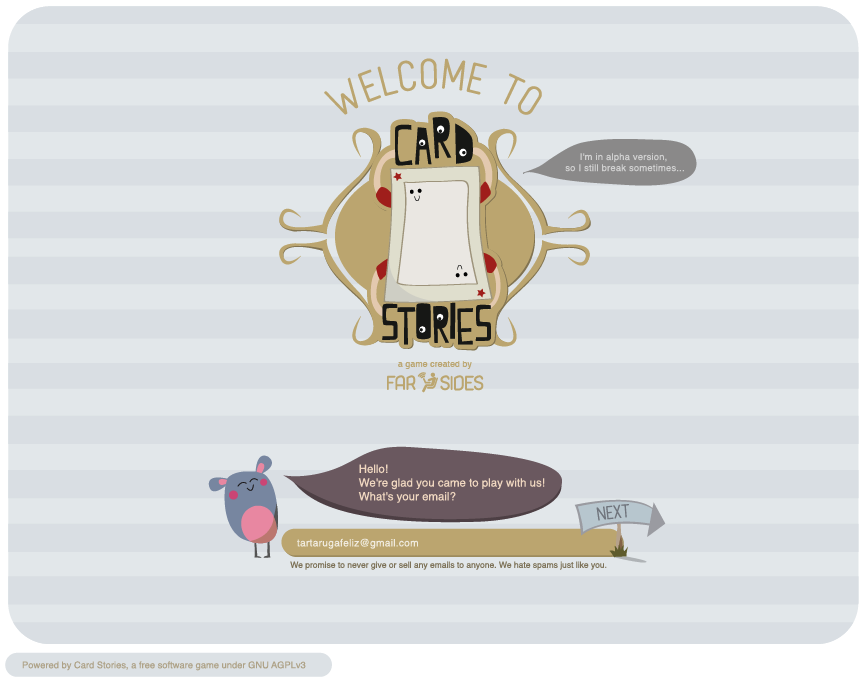 WELCOME TO
CARD
I'm in alpha version,
so I still break sometimes...
STORIES
a game created by
FAR SIDES
Hello!
We're glad you came to play with us!
What's your email?
NEXT
tartarugafeliz@gmail.com
We promise to never give or sell any emails to anyone. We hate spams just like you.
Powered by Card Stories, a free software game under GNU AGPLv3